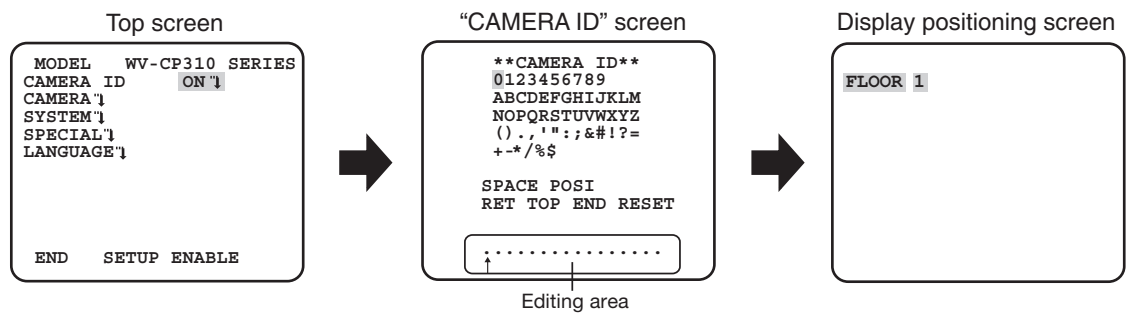 Top screen
MODEL WV-CP310 SERIES
CAMERA ID ON
CAMERA
SYSTEM
SPECIAL
LANGUAGE
END SETUP ENABLE
“CAMERA ID” screen
**CAMERA ID**
0123456789
ABCDEFGHIJKLM
NOPQRSTUVWXYZ
().,'":;&#!?=
+-*/%$
SPACE POSI
RET TOP END RESET
................
Editing area
Display positioning screen
FLOOR 1